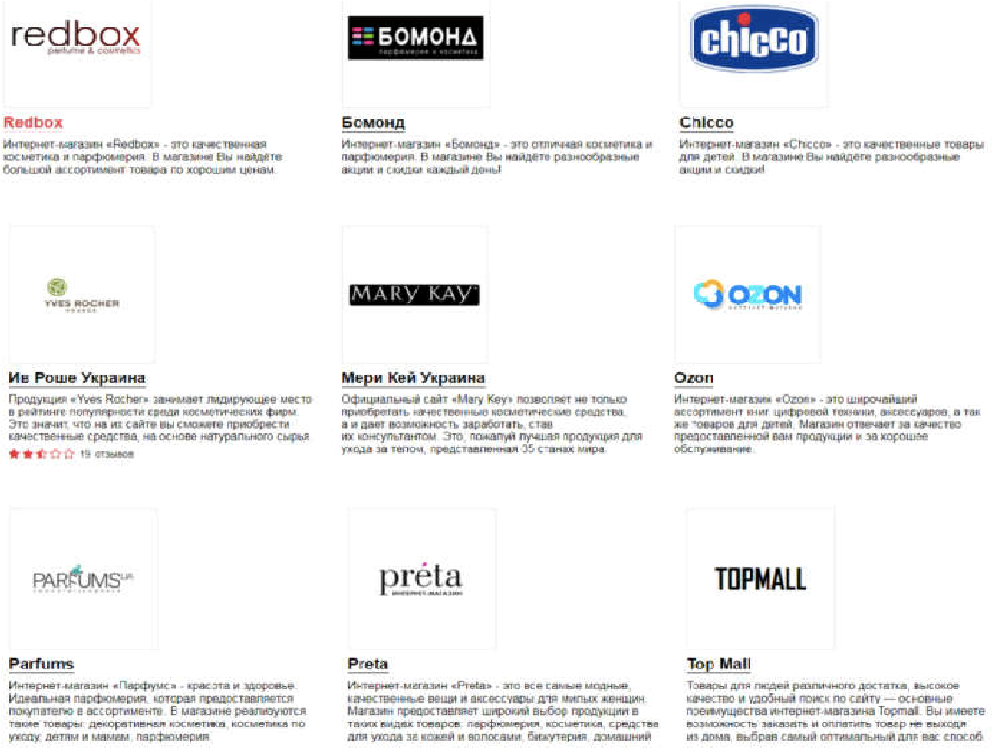 redbox
parfume & cosmetics
БОМОНД
парфюмерия и косметика
chicco
Redbox
Интернет-магазин «Redbox» - это качественная
косметика и парфюмерия. В магазине Вы найдёте
большой ассортимент товара по хорошим ценам.
Бомонд
Интернет-магазин «Бомонд» - это отличная косметика и
парфюмерия. В магазине Вы найдёте разнообразные
акции и скидки каждый день!
Chicco
Интернет-магазин «Chicco» - это качественные товары
для детей. В магазине Вы найдёте разнообразные
акции и скидки!
YVES ROCHER
FRANCE
MARY KAY
OZON
ИНТЕРНЕТ-МАГАЗИН
Ив Роше Украина
Продукция «Yves Rocher» занимает лидирующее место
в рейтинге популярности среди косметических фирм.
Это значит, что на их сайте вы сможете приобрести
качественные средства, на основе натурального сырья
19 отзывов
Мери Кей Украина
Официальный сайт «Mary Key» позволяет не только
приобретать качественные косметические средства,
а и дает возможность заработать, став
их консультантом. Это, пожалуй лучшая продукция для
ухода за телом, представленная 35 станах мира.
Ozon
Интернет-магазин «Ozon» - это широчайший
ассортимент книг, цифровой техники, аксессуаров, а так
же товаров для детей. Магазин отвечает за качество
предоставленной вам продукции и за хорошее
обслуживание.
PARFUMS UA
préta
ИНТЕРНЕТ-МАГАЗИН
TOPMALL
Parfums
Интернет-магазин «Парфумс» - красота и здоровье.
Идеальная парфюмерия, которая предоставляется
покупателю в ассортименте. В магазине реализуются
такие товары: декоративная косметика, косметика по
уходу, детям и мамам, парфюмерия
Preta
Интернет-магазин «Preta» - это все самые модные,
качественные вещи и аксессуары для милых женщин.
Магазин предоставляет широкий выбор продукции в
таких видов товаров: парфюмерия, косметика, средства
для ухода за кожей и волосами, бижутерия, домашний
Top Mall
Товары для людей различного достатка, высокое
качество и удобный поиск по сайту — основные
преимущества интернет-магазина Topmall. Вы имеете
возможность заказать и оплатить товар не выходя
из дома, выбрав самый оптимальный для вас способ